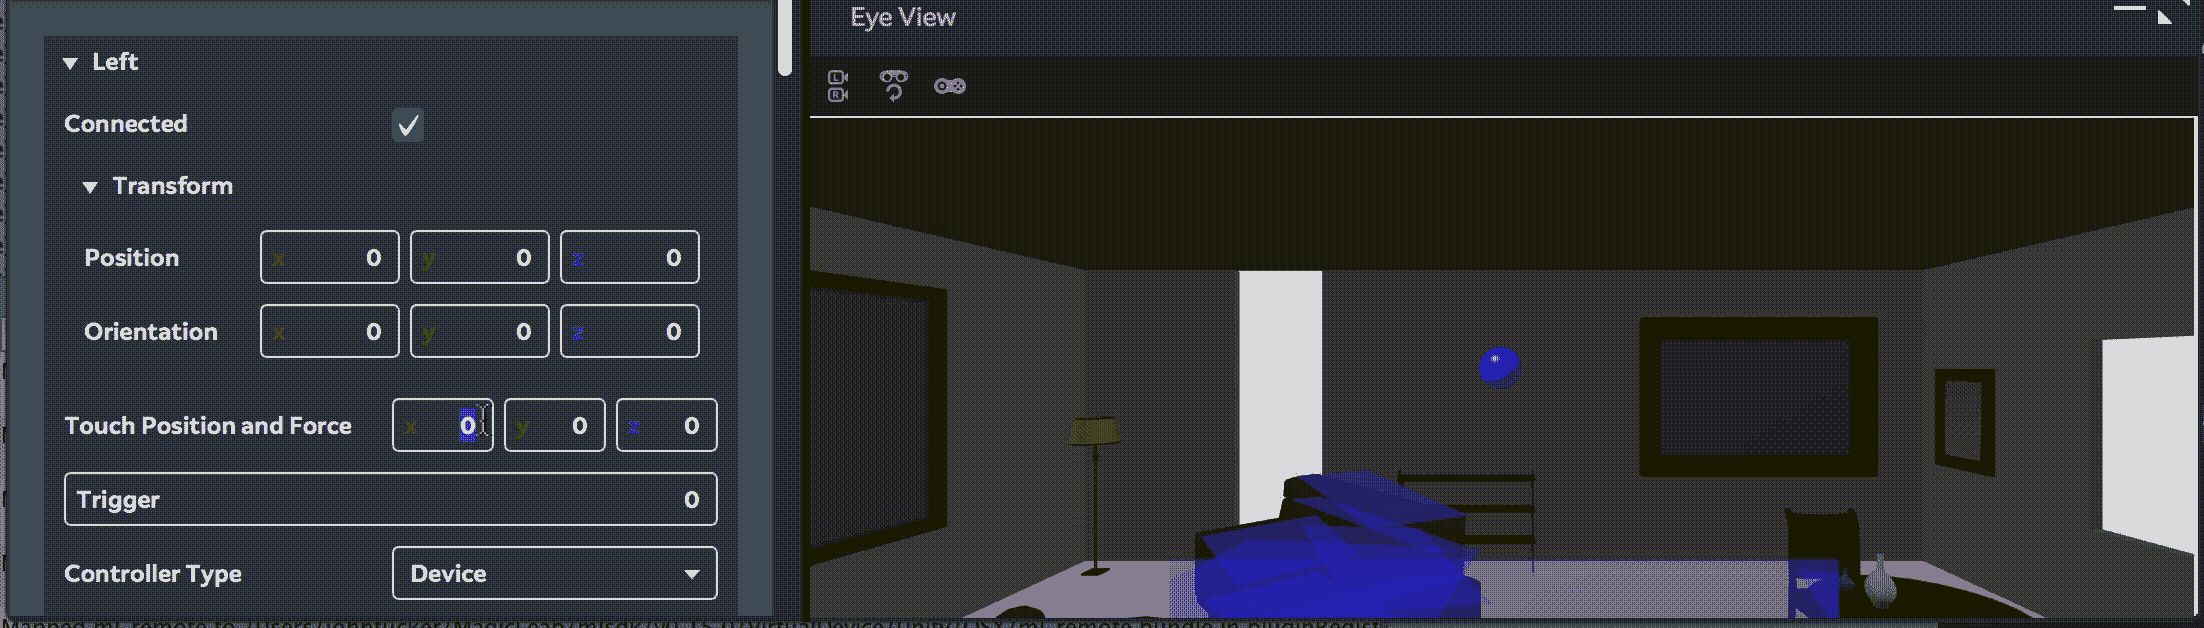 Eye View
L
R
Left
Connected
Transform
Position x 0 y 0 z 0
Orientation x 0 y 0 z 0
Touch Position and Force x 0 y 0 z 0
Trigger 0
Controller Type Device